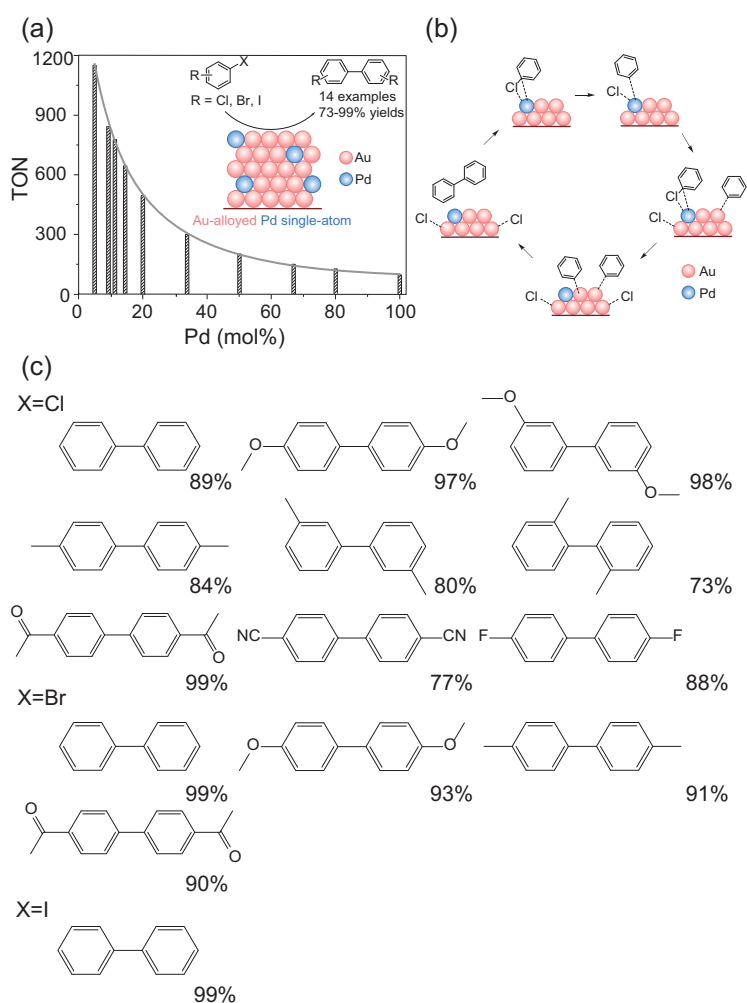 (a)
1200
900
600
300
0
TON
0
20
40
60
80
100
Pd (mol%)
X
R
R = Cl, Br, I
R
R
14 examples
73-99% yields
Au
Pd
Au-alloyed Pd single-atom
(b)
Cl
Cl
Cl
Cl
Cl
Cl
Cl
Cl
Au
Pd
(c)
X=Cl
O
O
O
O
89%
97%
98%
84%
80%
73%
O
O
NC
CN
F
F
99%
77%
88%
X=Br
O
O
99%
93%
91%
O
O
90%
X=I
99%